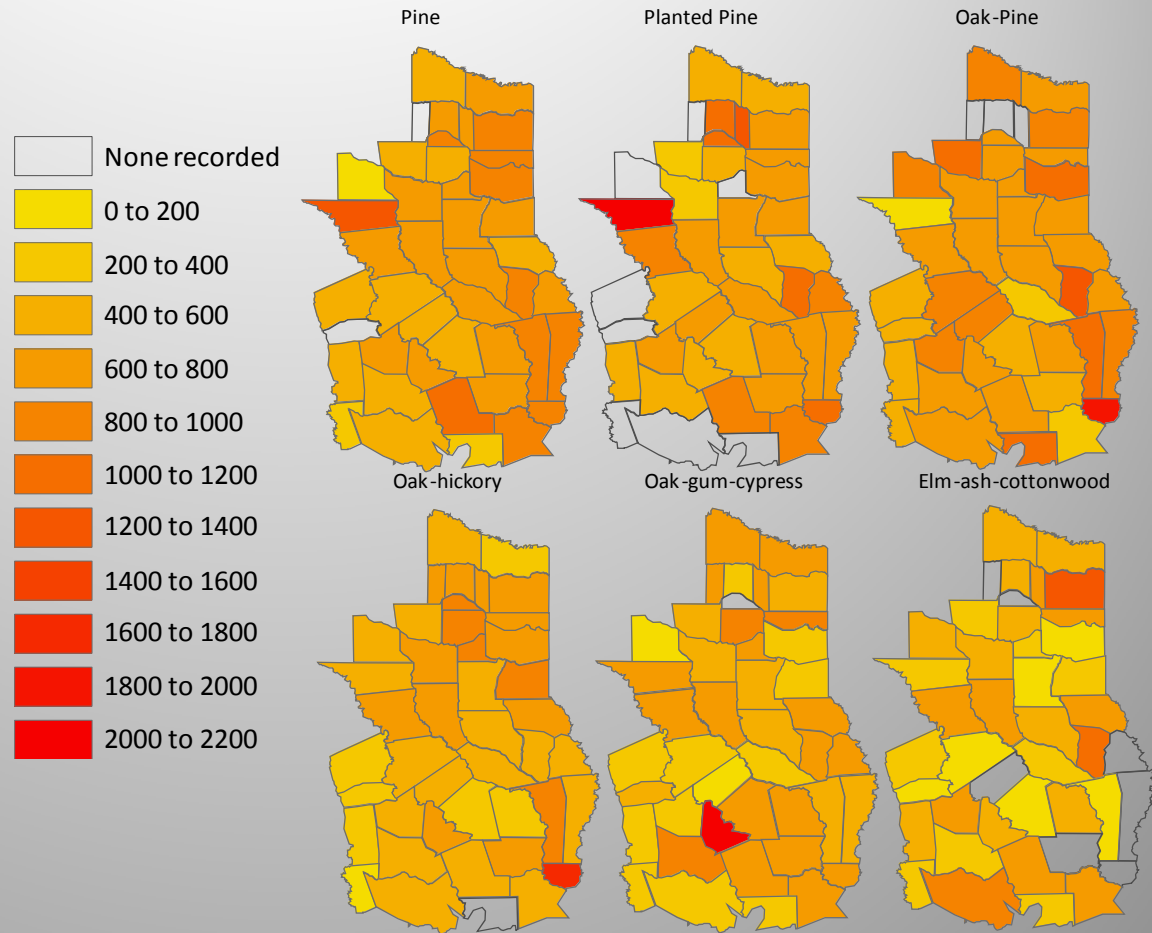 Pine
Planted Pine
Oak-Pine
None recorded
0 to 200
200 to 400
400 to 600
600 to 800
800 to 1000
1000 to 1200
1200 to 1400
1400 to 1600
1600 to 1800
1800 to 2000
2000 to 2200
Oak-hickory
Oak-gum-cypress
Elm-ash-cottonwood